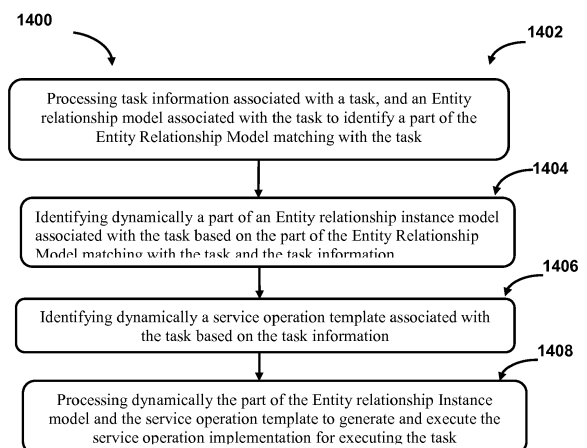 1400
1402
Processing task information associated with a task, and an Entity
relationship model associated with the task to identify a part of the
Entity Relationship Model matching with the task
1404
Identifying dynamically a part of an Entity relationship instance model
associated with the task based on the part of the Entity Relationship
Model matching with the task and the task information
1406
Identifying dynamically a service operation template associated with
the task based on the task information
1408
Processing dynamically the part of the Entity relationship Instance
model and the service operation template to generate and execute the
service operation implementation for executing the task